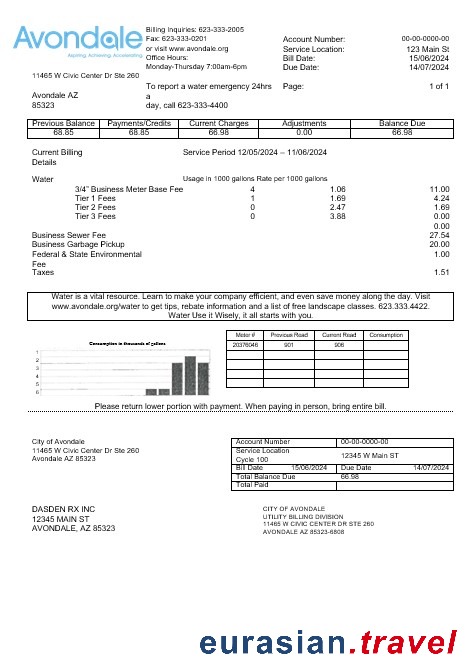 Avondale
Aspiring. Achieving. Accelerating.
11465 W Civic Center Dr Ste 260
Avondale AZ
85323
Billing Inquiries: 623-333-2005
Fax: 623-333-0201
or visit www.avondale.org
Office Hours:
Monday-Thursday 7:00am-6pm
To report a water emergency 24hrs
a
day, call 623-333-4400
Account Number: 00-00-0000-00
Service Location: 123 Main St
Bill Date: 15/06/2024
Due Date: 14/07/2024
Page: 1 of 1
Previous Balance Payments/Credits Current Charges Adjustments Balance Due
68.85 68.85 66.98 0.00 66.98
Current Billing Service Period 12/05/2024 – 11/06/2024
Details
Water Usage in 1000 gallons Rate per 1000 gallons
3/4" Business Meter Base Fee 4 1.06 11.00
Tier 1 Fees 1 1.69 4.24
Tier 2 Fees 0 2.47 1.69
Tier 3 Fees 0 3.88 0.00
0.00
Business Sewer Fee 27.54
Business Garbage Pickup 20.00
Federal & State Environmental 1.00
Fee
Taxes 1.51
Water is a vital resource. Learn to make your company efficient, and even save money along the day. Visit
www.avondale.org/water to get tips, rebate information and a list of free landscape classes. 623.333.4422.
Water Use it Wisely, it all starts with you.
Consumption in thousands of gallons
1
2
3
4
5
6
Meter # Previous Read Current Read Consumption
20376046 901 906
Please return lower portion with payment. When paying in person, bring entire bill.
City of Avondale
11465 W Civic Center Dr Ste 260
Avondale AZ 85323
Account Number 00-00-0000-00
Service Location 12345 W Main ST
Cycle 100
Bill Date 15/06/2024 Due Date 14/07/2024
Total Balance Due 66.98
Total Paid
DASDEN RX INC
12345 MAIN ST
AVONDALE, AZ 85323
CITY OF AVONDALE
UTILITY BILLING DIVISION
11465 W CIVIC CENTER DR STE 260
AVONDALE AZ 85323-6808
eurasian.travel